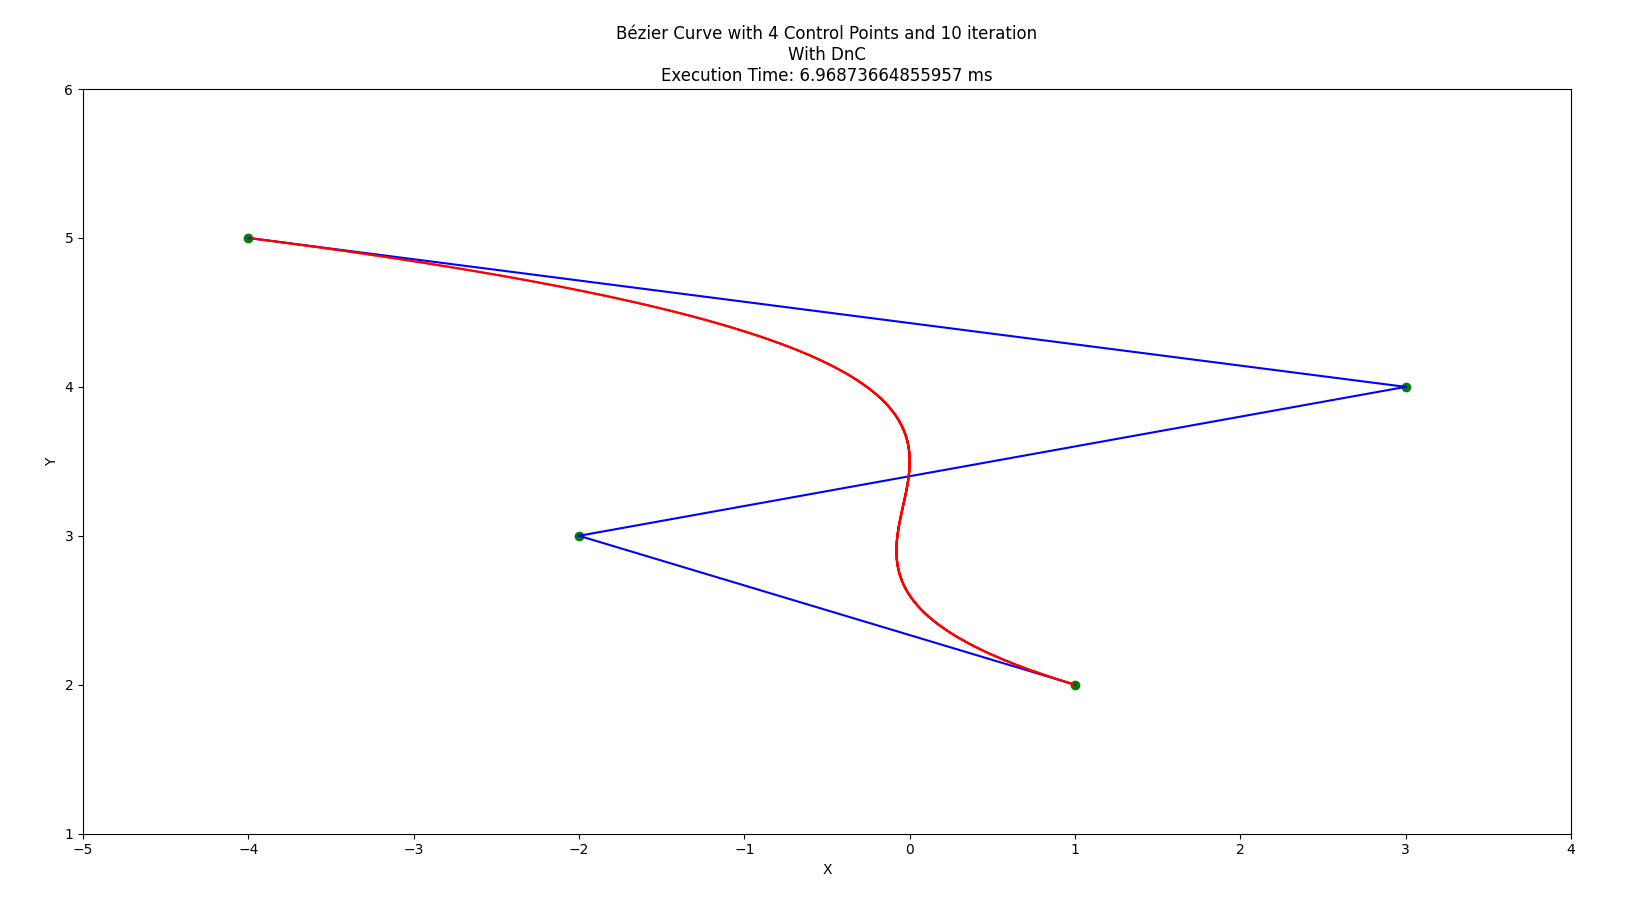 Bézier Curve with 4 Control Points and 10 iteration
With DnC
Execution Time: 6.96873664855957 ms
6
5
4
3
2
1
Y
−5 −4 −3 −2 −1 0 1 2 3 4
X